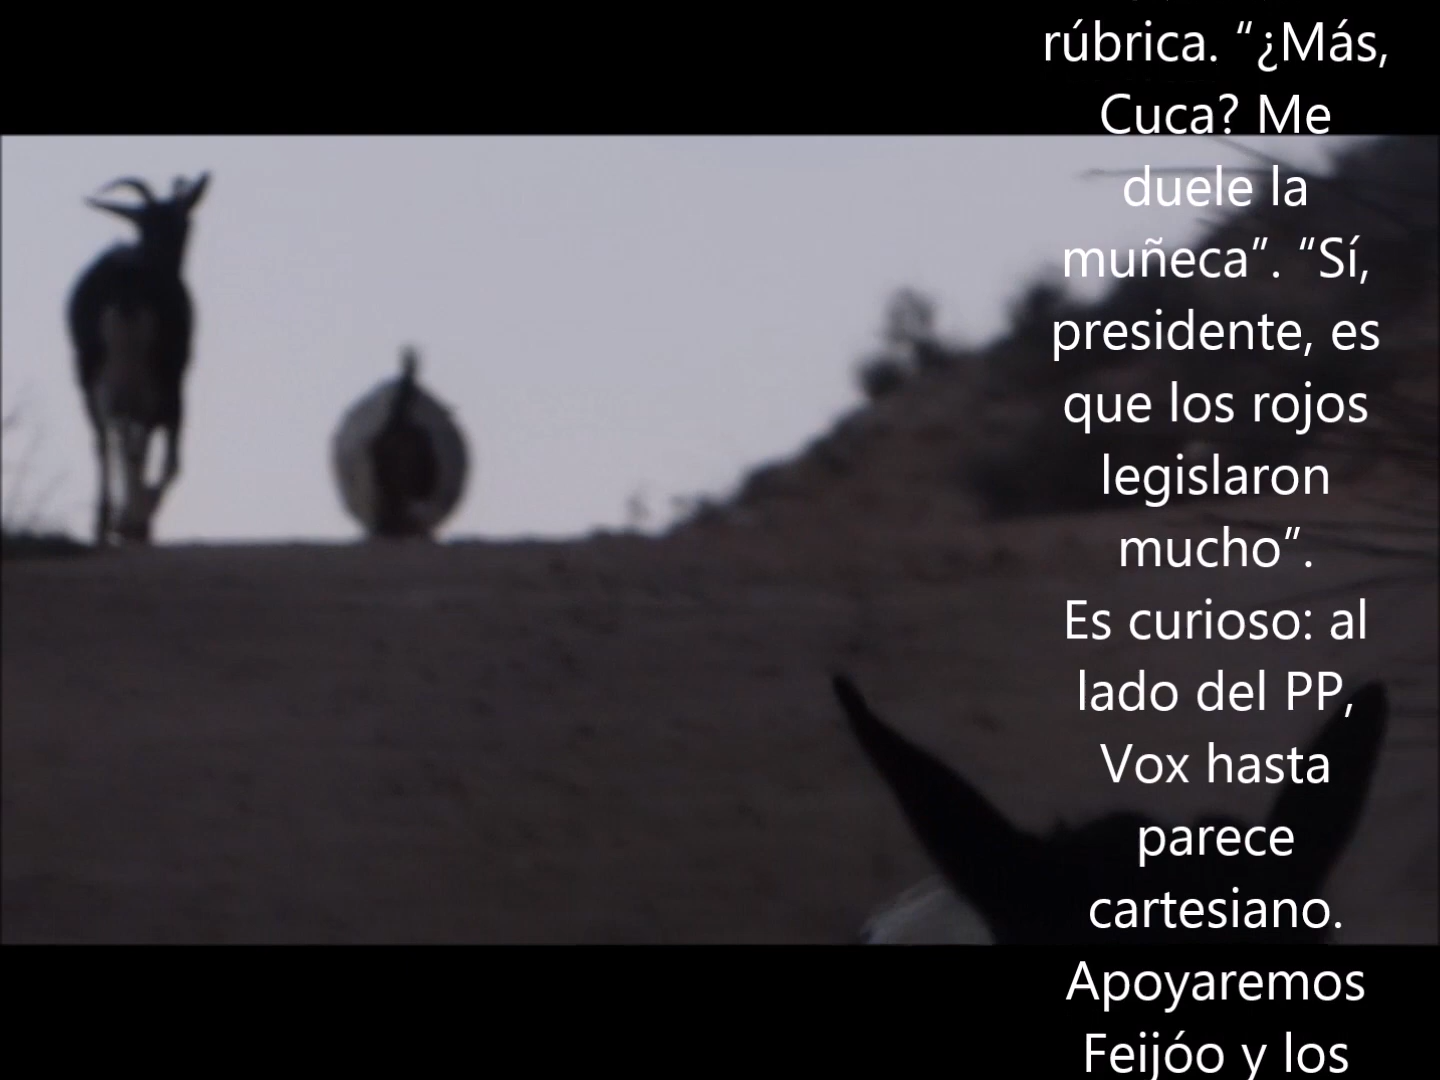 rúbrica. “¿Más,
Cuca? Me
duele la
muñeca”. “Sí,
presidente, es
que los rojos
legislaron
mucho”.
Es curioso: al
lado del PP,
Vox hasta
parece
cartesiano.
Apoyaremos
Feijóo y los